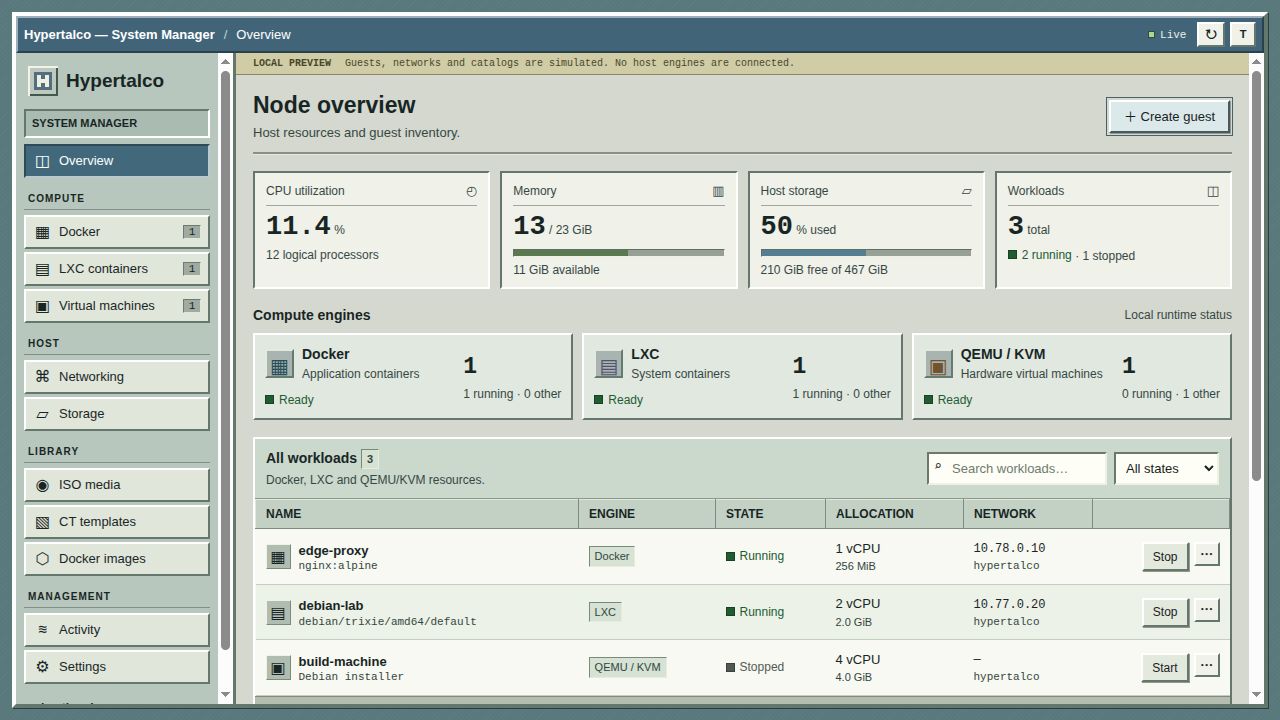 Hypertalco — System Manager / Overview
Live
T
Hypertalco
SYSTEM MANAGER
Overview
COMPUTE
Docker 1
LXC containers 1
Virtual machines 1
HOST
Networking
Storage
LIBRARY
ISO media
CT templates
Docker images
MANAGEMENT
Activity
Settings
LOCAL PREVIEW Guests, networks and catalogs are simulated. No host engines are connected.
Node overview
Host resources and guest inventory.
+ Create guest
CPU utilization
11.4 %
12 logical processors
Memory
13 / 23 GiB
11 GiB available
Host storage
50 % used
210 GiB free of 467 GiB
Workloads
3 total
2 running · 1 stopped
Compute engines
Local runtime status
Docker
Application containers
Ready
1
1 running · 0 other
LXC
System containers
Ready
1
1 running · 0 other
QEMU / KVM
Hardware virtual machines
Ready
1
0 running · 1 other
All workloads 3
Docker, LXC and QEMU/KVM resources.
Search workloads…
All states
NAME ENGINE STATE ALLOCATION NETWORK
edge-proxy
nginx:alpine
Docker
Running
1 vCPU
256 MiB
10.78.0.10
hypertalco
Stop
...
debian-lab
debian/trixie/amd64/default
LXC
Running
2 vCPU
2.0 GiB
10.77.0.20
hypertalco
Stop
...
build-machine
Debian installer
QEMU / KVM
Stopped
4 vCPU
4.0 GiB
—
hypertalco
Start
...